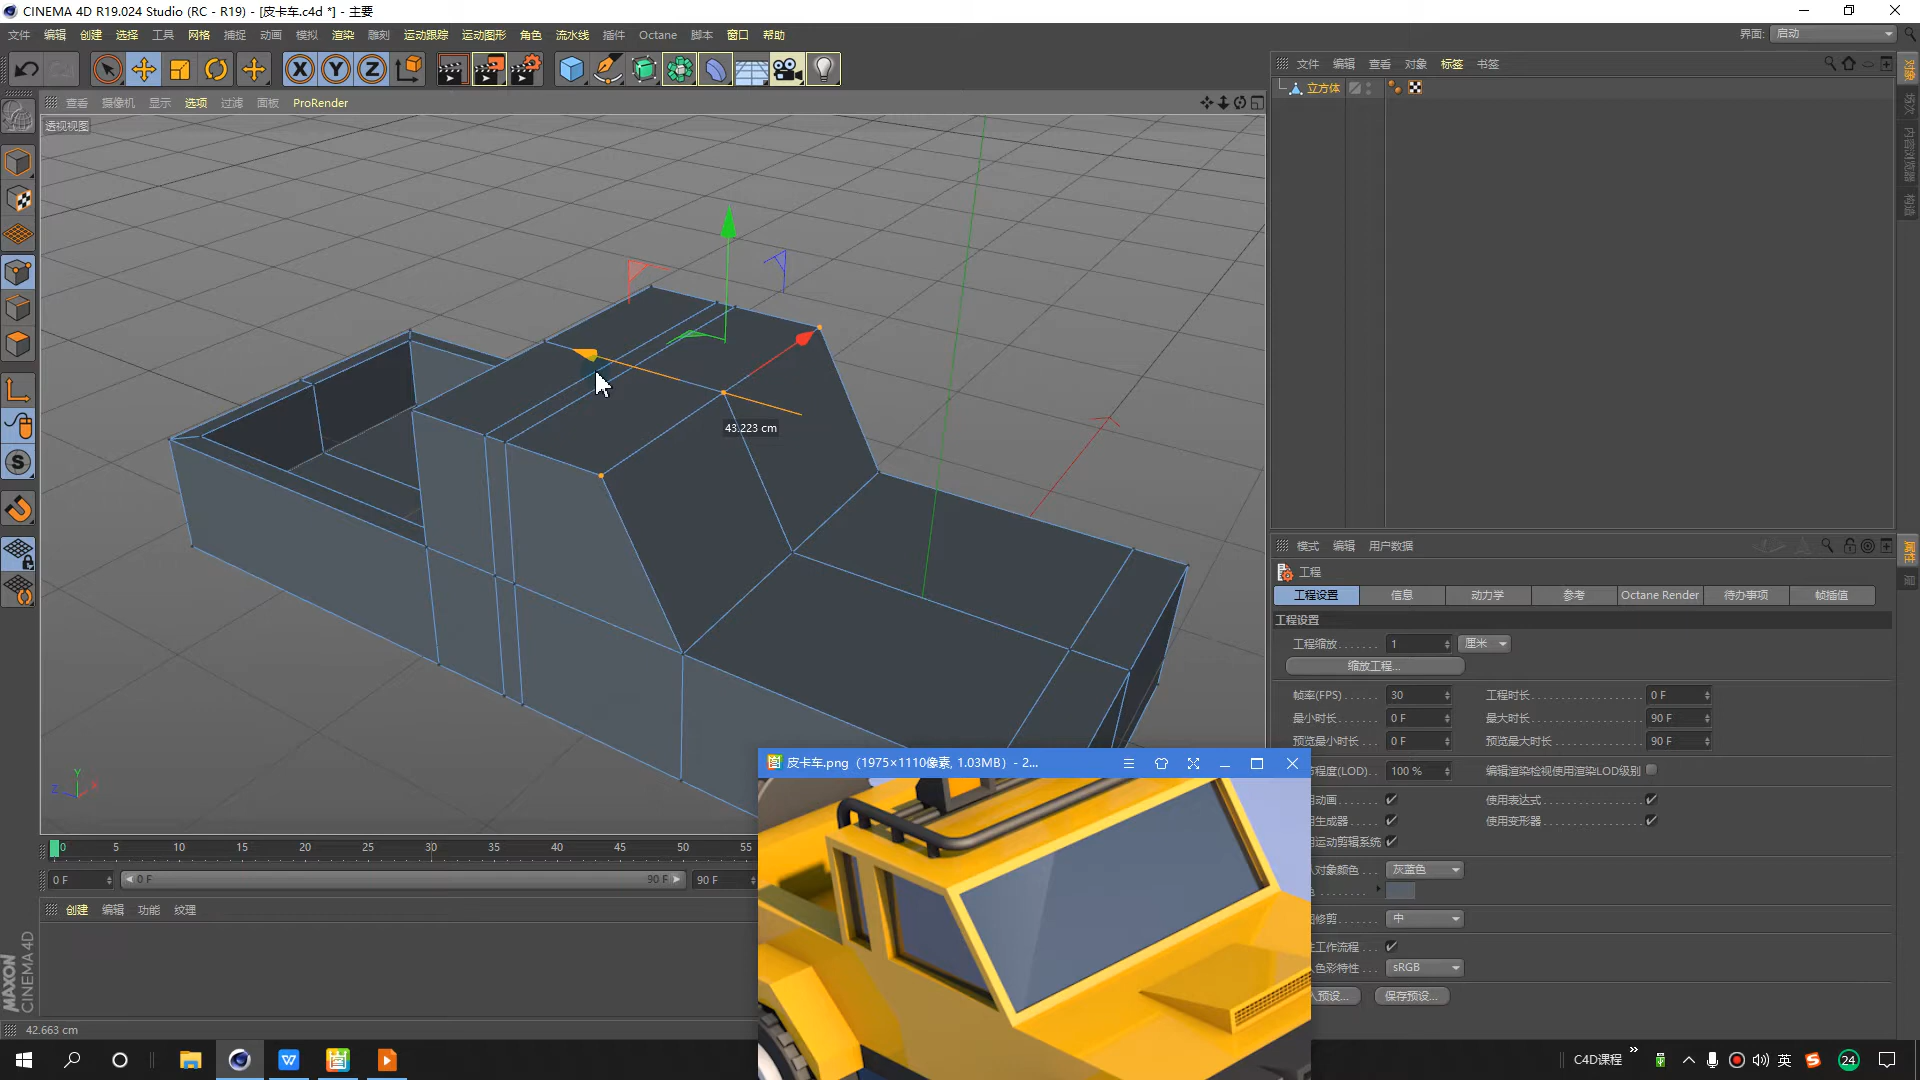 CINEMA 4D R19.024 Studio (RC - R19) - [皮卡车.c4d *] - 主要
文件 编辑 创建 选择 工具 网格 捕捉 动画 模拟 渲染 雕刻 运动跟踪 运动图形 角色 流水线 插件 Octane 脚本 窗口 帮助
界面: 启动
查看 摄像机 显示 选项 过滤 面板 ProRender
透视视图
43.223 cm
文件 编辑 查看 对象 标签 书签
立方体
对象
场次
内容浏览器
构造
模式 编辑 用户数据
属性
层
工程
工程设置 信息 动力学 参考 Octane Render 待办事项 帧插值
工程设置
工程缩放 . . . . . . . 1 厘米
缩放工程...
帧率(FPS) . . . . . 30 工程时长 0 F
最小时长 . . . . . . 0 F 最大时长 90 F
预览最小时长 . . . 0 F 预览最大时长 90 F
程度(LOD) . 100 % 编辑渲染检视使用渲染LOD级别
动画 使用表达式
生成器 使用变形器
运动剪辑系统
对象颜色 灰蓝色
修剪 中
工作流程
色彩特性 sRGB
预设... 保存预设...
皮卡车.png（1975×1110像素, 1.03MB）- 2...
0 5 10 15 20 25 30 35 40 45 50 55
0 F 0 F 90 F 90 F
创建 编辑 功能 纹理
MAXON CINEMA 4D
42.663 cm
C4D课程
英
24